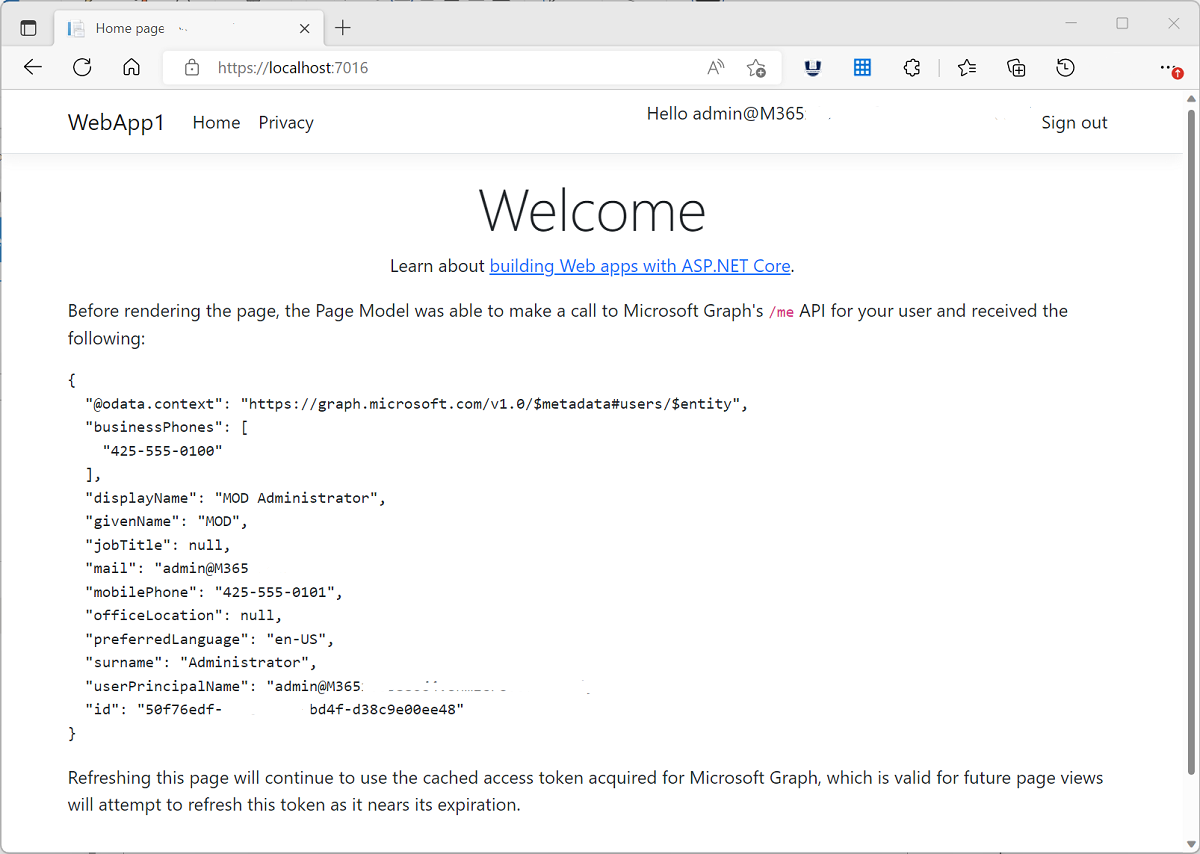 Home page
https://localhost:7016
WebApp1 Home Privacy Hello admin@M365 Sign out
Welcome
Learn about building Web apps with ASP.NET Core.
Before rendering the page, the Page Model was able to make a call to Microsoft Graph's /me API for your user and received the
following:
{
"@odata.context": "https://graph.microsoft.com/v1.0/$metadata#users/$entity",
"businessPhones": [
"425-555-0100"
],
"displayName": "MOD Administrator",
"givenName": "MOD",
"jobTitle": null,
"mail": "admin@M365
"mobilePhone": "425-555-0101",
"officeLocation": null,
"preferredLanguage": "en-US",
"surname": "Administrator",
"userPrincipalName": "admin@M365
"id": "50f76edf- bd4f-d38c9e00ee48"
}
Refreshing this page will continue to use the cached access token acquired for Microsoft Graph, which is valid for future page views
will attempt to refresh this token as it nears its expiration.